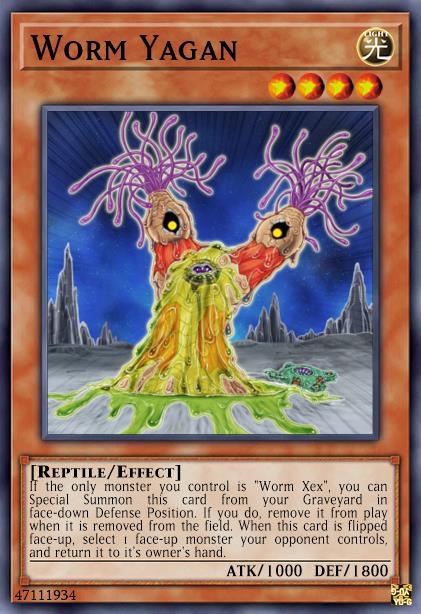 Worm Yagan
LIGHT
光
[Reptile/Effect]
If the only monster you control is "Worm Xex", you can
Special Summon this card from your Graveyard in
face-down Defense Position. If you do, remove it from play
when it is removed from the field. When this card is flipped
face-up, select 1 face-up monster your opponent controls,
and return it to it's owner's hand.
ATK/1000 DEF/1800
47111934